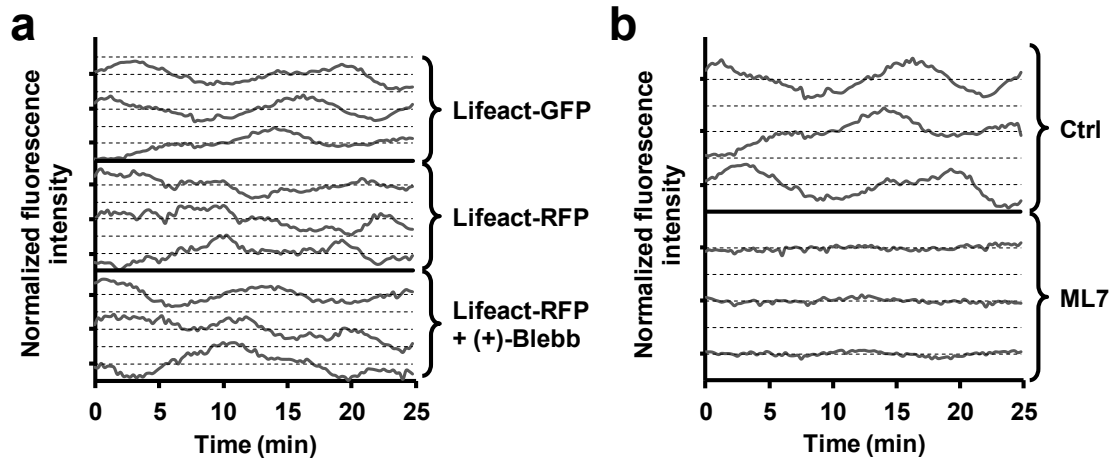 a
Normalized fluorescence
intensity
Lifeact-GFP
Lifeact-RFP
Lifeact-RFP
+ (+)-Blebb
0 5 10 15 20 25
Time (min)
b
Normalized fluorescence
intensity
Ctrl
ML7
0 5 10 15 20 25
Time (min)